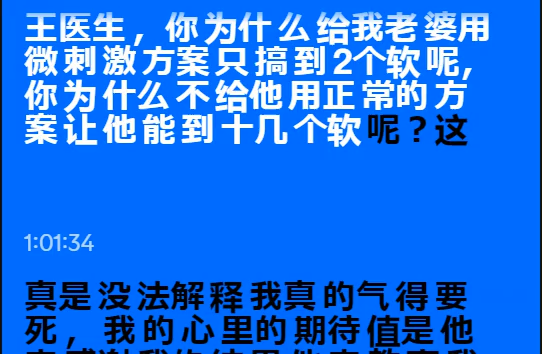 王医生，你为什么给我老婆用
微刺激方案只搞到2个软呢,
你为什么不给他用正常的方
案让他能到十几个软呢？这
1:01:34
真是没法解释我真的气得要
死，我的心里的期待值是他